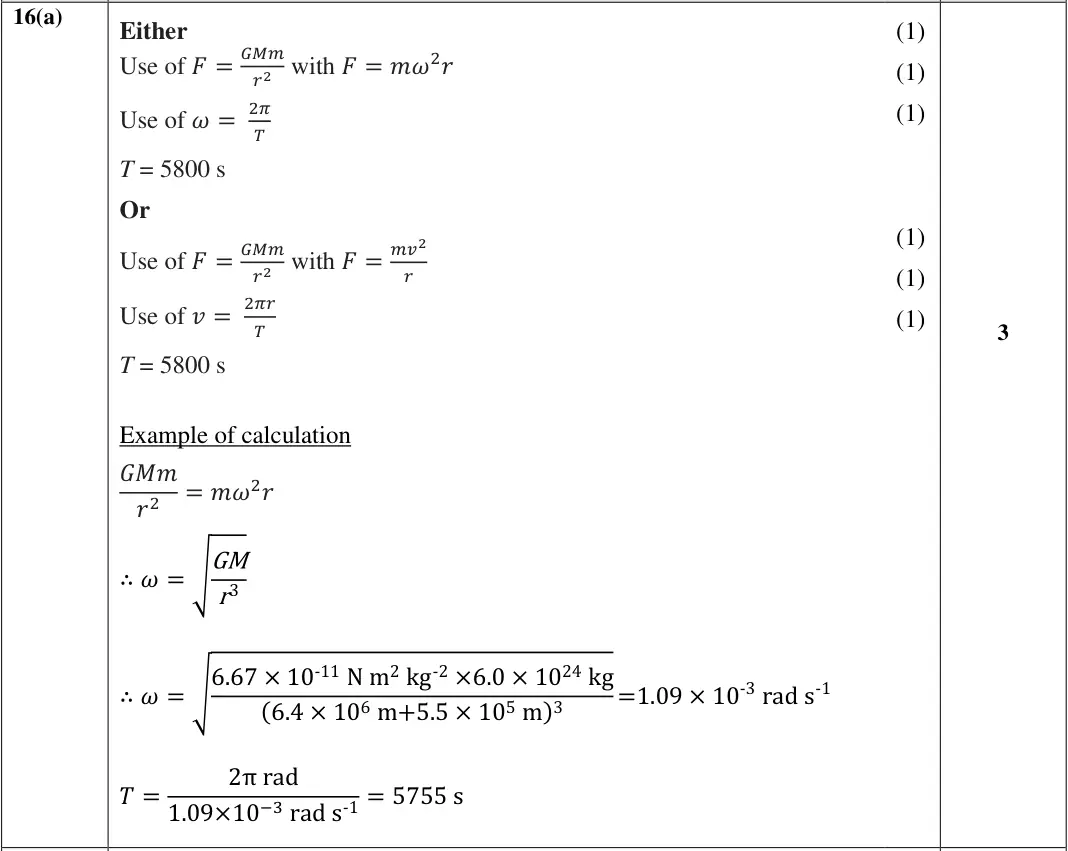 16(a)
Either (1)
Use of 𝐹 = 𝐺𝑀𝑚/𝑟² with 𝐹 = 𝑚𝜔²𝑟 (1)
Use of 𝜔 = 2𝜋/𝑇 (1)
T = 5800 s
Or
Use of 𝐹 = 𝐺𝑀𝑚/𝑟² with 𝐹 = 𝑚𝑣²/𝑟 (1)
Use of 𝑣 = 2𝜋𝑟/𝑇 (1)
T = 5800 s (1)
3
Example of calculation
𝐺𝑀𝑚/𝑟² = 𝑚𝜔²𝑟
∴ 𝜔 = √(GM/r³)
∴ 𝜔 = √(6.67 × 10⁻¹¹ N m² kg⁻² ×6.0 × 10²⁴ kg/(6.4 × 10⁶ m+5.5 × 10⁵ m)³)=1.09 × 10⁻³ rad s⁻¹
𝑇 = 2π rad/1.09×10⁻³ rad s⁻¹ = 5755 s